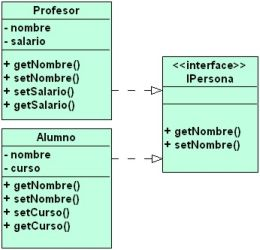 Profesor
- nombre
- salario
+ getNombre()
+ setNombre()
+ setSalario()
+ getSalario()
<<interface>>
IPersona
+ getNombre()
+ setNombre()
Alumno
- nombre
- curso
+ getNombre()
+ setNombre()
+ setCurso()
+ getCurso()